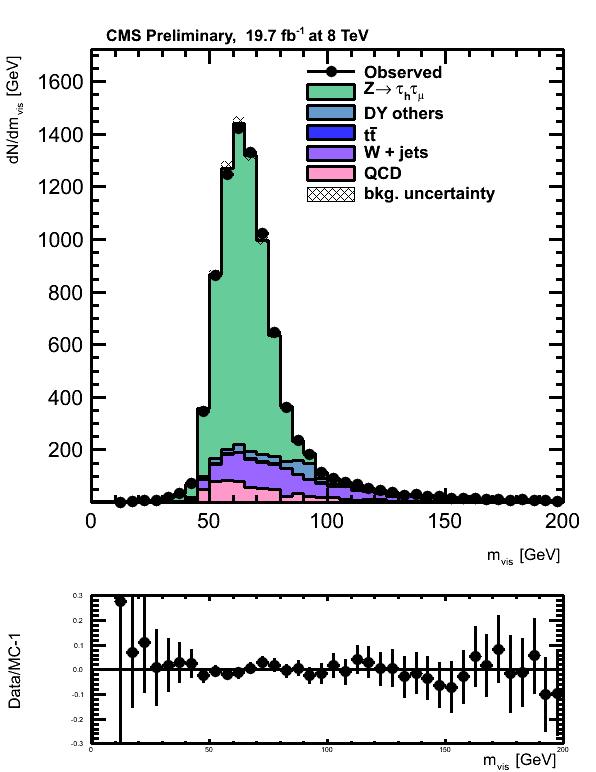 CMS Preliminary, 19.7 fb⁻¹ at 8 TeV
dN/dm_vis [GeV]
1600
1400
1200
1000
800
600
400
200
Observed
Z→ τ_h τ_μ
DY others
tt̄
W + jets
QCD
bkg. uncertainty
0 50 100 150 200
m_vis [GeV]
Data/MC-1
0.3
0.2
0.1
0.0
-0.1
-0.2
-0.3
0 50 100 150 200
m_vis [GeV]